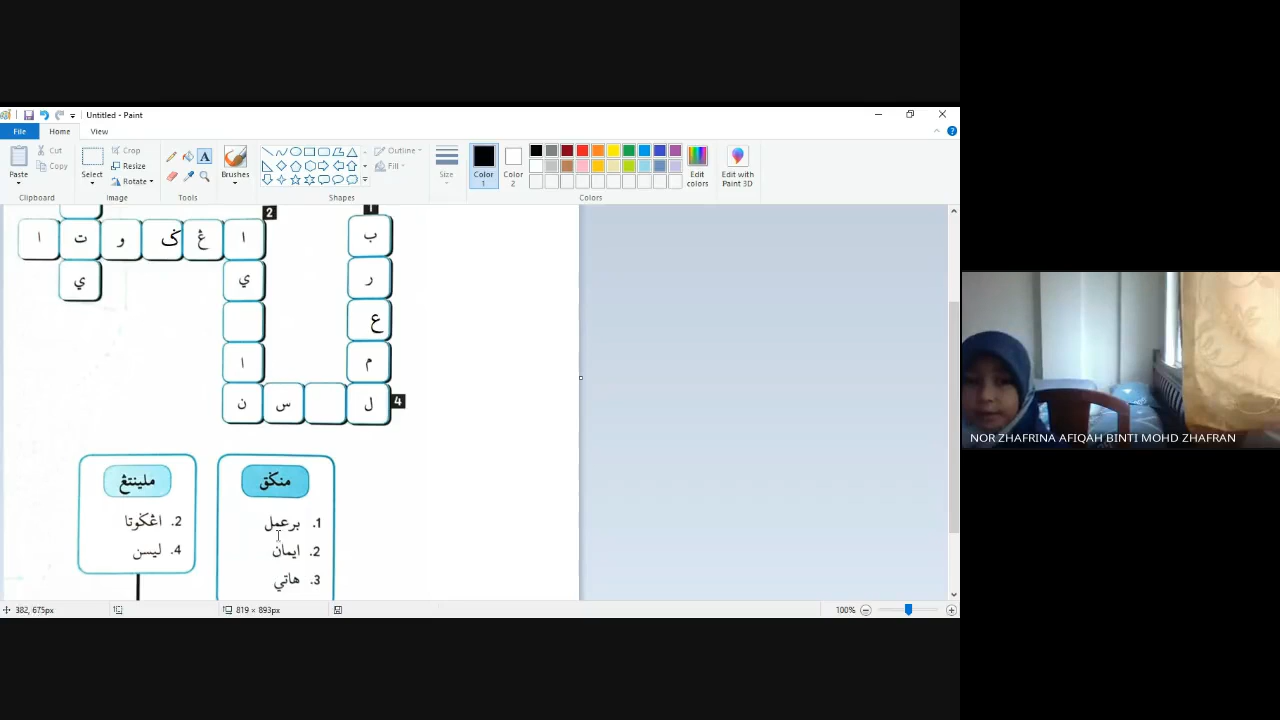 Untitled - Paint
File Home View
Paste
Cut
Copy
Clipboard
Select
Crop
Resize
Rotate
Image
A
Tools
Brushes
Outline
Fill
Shapes
Size
Color 1
Color 2
Edit colors
Colors
Edit with Paint 3D
2
1
ا ڠ ݢ و ت ا
ي
ي
ا
ن
ب
ر
ع
م
ل س ن
4
ملينتڠ
2. اڠݢوتا
4. ليسن
منݢق
1. برعمل
2. ايمان
3. هاتي
382, 675px
819 × 893px
100%
NOR ZHAFRINA AFIQAH BINTI MOHD ZHAFRAN